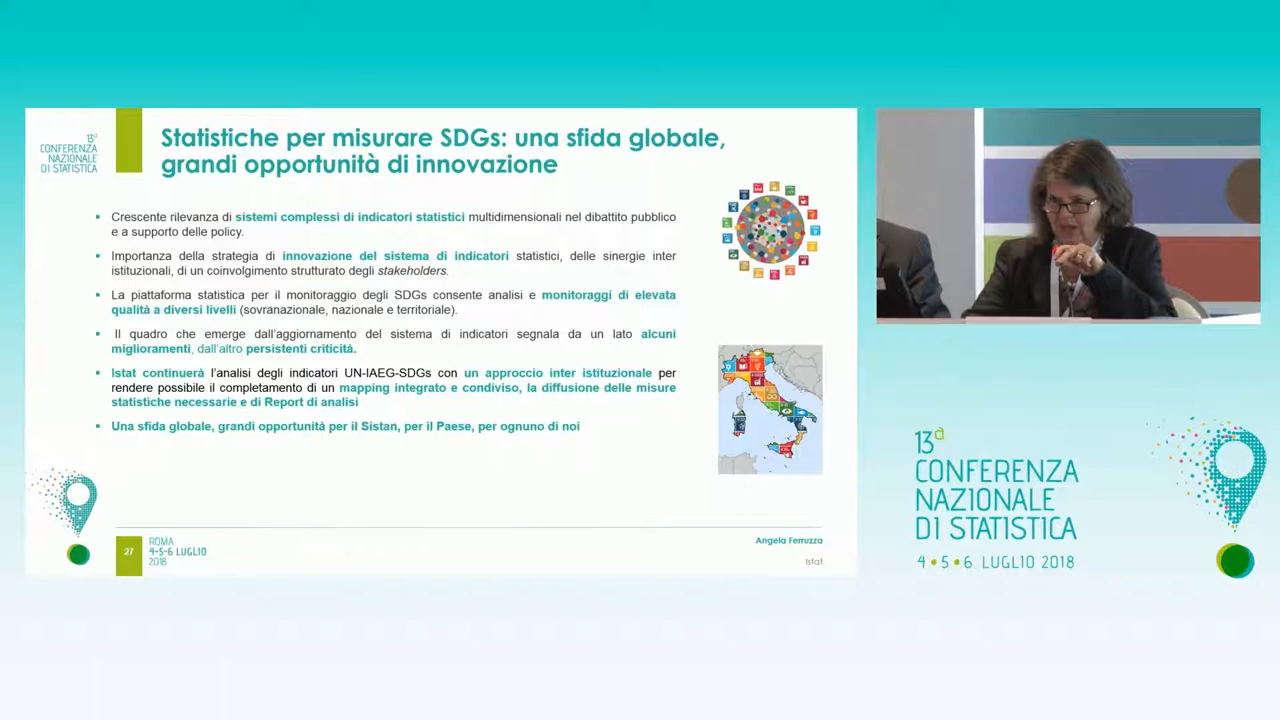 13ª
CONFERENZA
NAZIONALE
DI STATISTICA
Statistiche per misurare SDGs: una sfida globale,
grandi opportunità di innovazione
▪ Crescente rilevanza di sistemi complessi di indicatori statistici multidimensionali nel dibattito pubblico
e a supporto delle policy.
▪ Importanza della strategia di innovazione del sistema di indicatori statistici, delle sinergie inter
istituzionali, di un coinvolgimento strutturato degli stakeholders.
▪ La piattaforma statistica per il monitoraggio degli SDGs consente analisi e monitoraggi di elevata
qualità a diversi livelli (sovranazionale, nazionale e territoriale).
▪ Il quadro che emerge dall'aggiornamento del sistema di indicatori segnala da un lato alcuni
miglioramenti, dall'altro persistenti criticità.
▪ Istat continuerà l'analisi degli indicatori UN-IAEG-SDGs con un approccio inter istituzionale per
rendere possibile il completamento di un mapping integrato e condiviso, la diffusione delle misure
statistiche necessarie e di Report di analisi
▪ Una sfida globale, grandi opportunità per il Sistan, per il Paese, per ognuno di noi
27
ROMA
4-5-6 LUGLIO
2018
Angela Ferruzza
Istat
13ª
CONFERENZA
NAZIONALE
DI STATISTICA
4•5•6 LUGLIO 2018